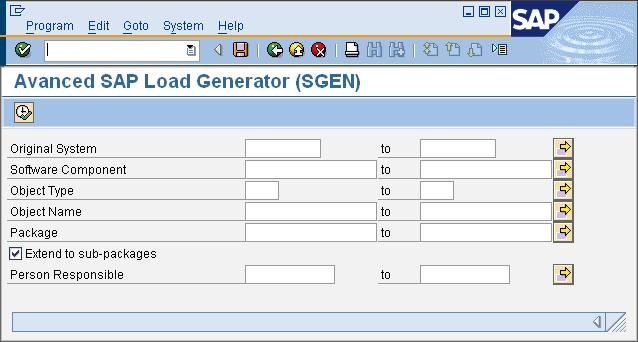 Program Edit Goto System Help
SAP
Avanced SAP Load Generator (SGEN)
Original System to
Software Component to
Object Type to
Object Name to
Package to
Extend to sub-packages
Person Responsible to